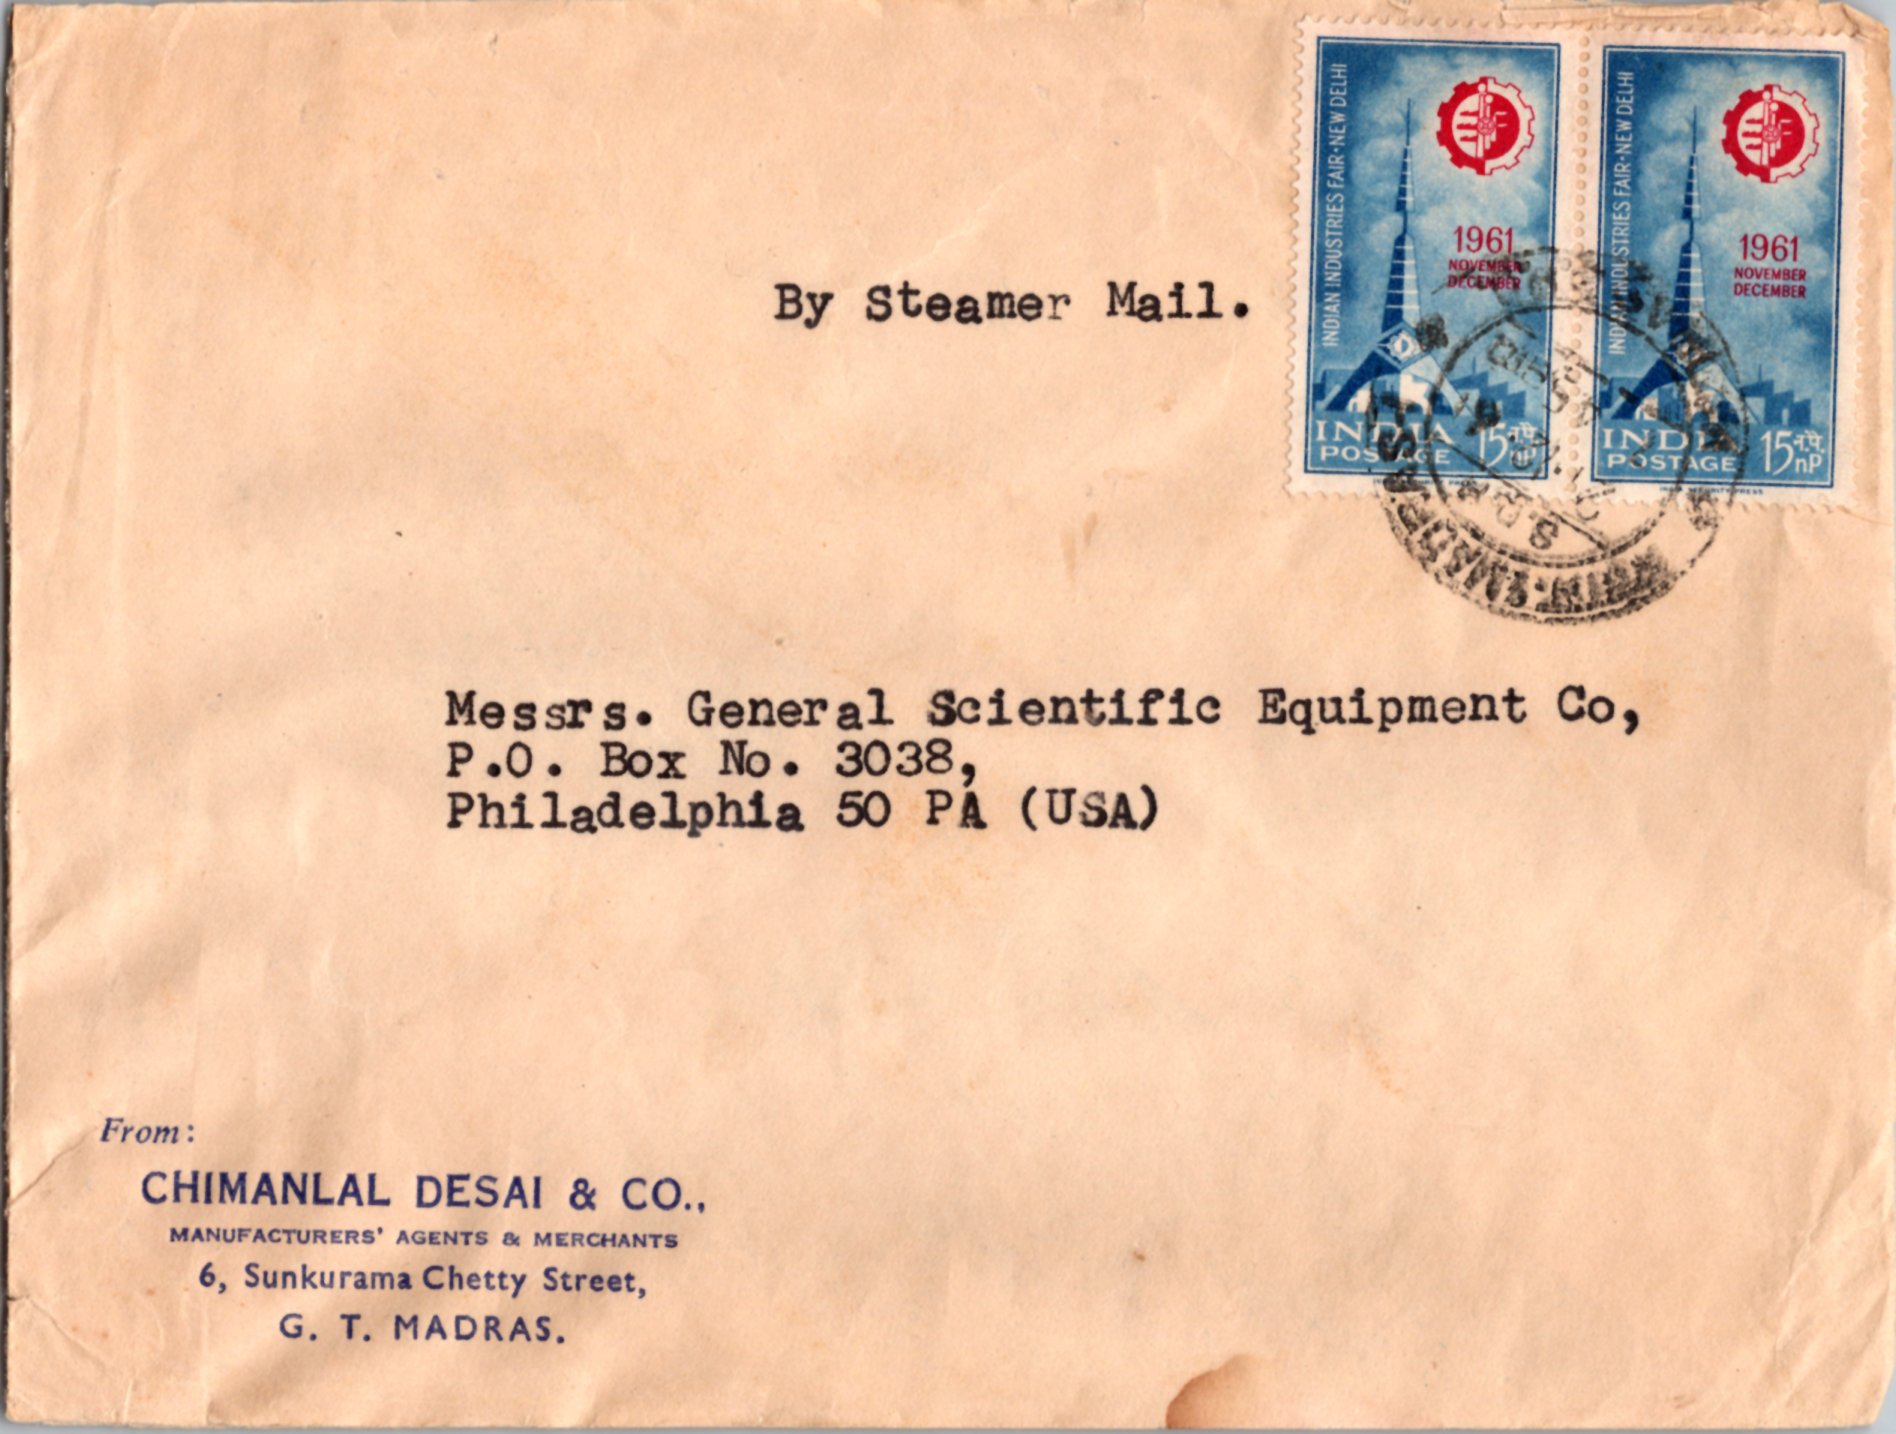 INDIAN INDUSTRIES FAIR·NEW DELHI
1961
NOVEMBER
DECEMBER
INDIA
POSTAGE
15 न.पै. nP
INDIAN INDUSTRIES FAIR·NEW DELHI
1961
NOVEMBER
DECEMBER
INDIA
POSTAGE
15 न.पै. nP
By Steamer Mail.
Messrs. General Scientific Equipment Co,
P.O. Box No. 3038,
Philadelphia 50 PA (USA)
From:
CHIMANLAL DESAI & CO.,
MANUFACTURERS' AGENTS & MERCHANTS
6, Sunkurama Chetty Street,
G. T. MADRAS.